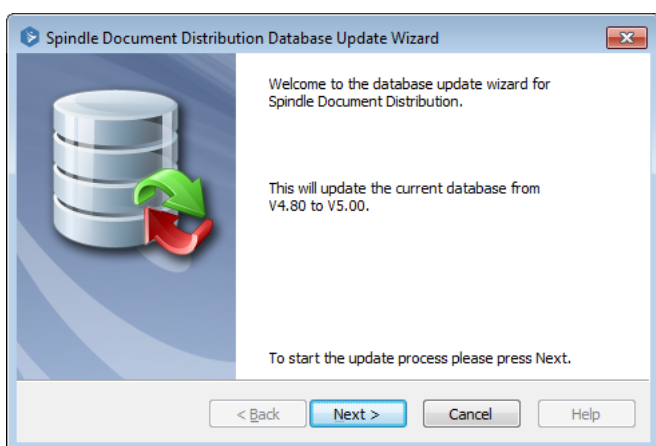 Spindle Document Distribution Database Update Wizard
Welcome to the database update wizard for
Spindle Document Distribution.
This will update the current database from
V4.80 to V5.00.
To start the update process please press Next.
< Back Next > Cancel Help